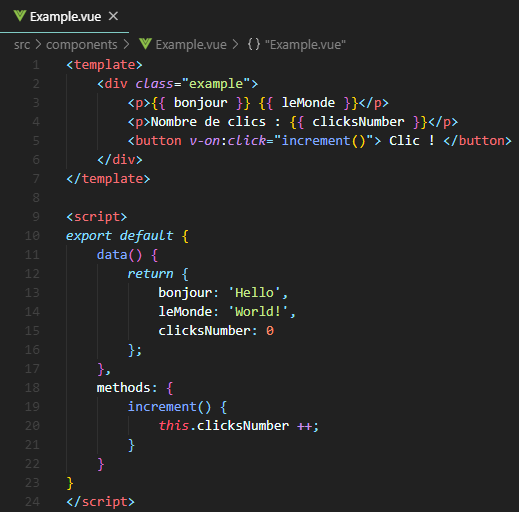 Example.vue ×
src > components > Example.vue > {} "Example.vue"
1 <template>
2     <div class="example">
3         <p>{{ bonjour }} {{ leMonde }}</p>
4         <p>Nombre de clics : {{ clicksNumber }}</p>
5         <button v-on:click="increment()"> Clic ! </button>
6     </div>
7 </template>
8
9 <script>
10 export default {
11     data() {
12         return {
13             bonjour: 'Hello',
14             leMonde: 'World!',
15             clicksNumber: 0
16         };
17     },
18     methods: {
19         increment() {
20             this.clicksNumber ++;
21         }
22     }
23 }
24 </script>